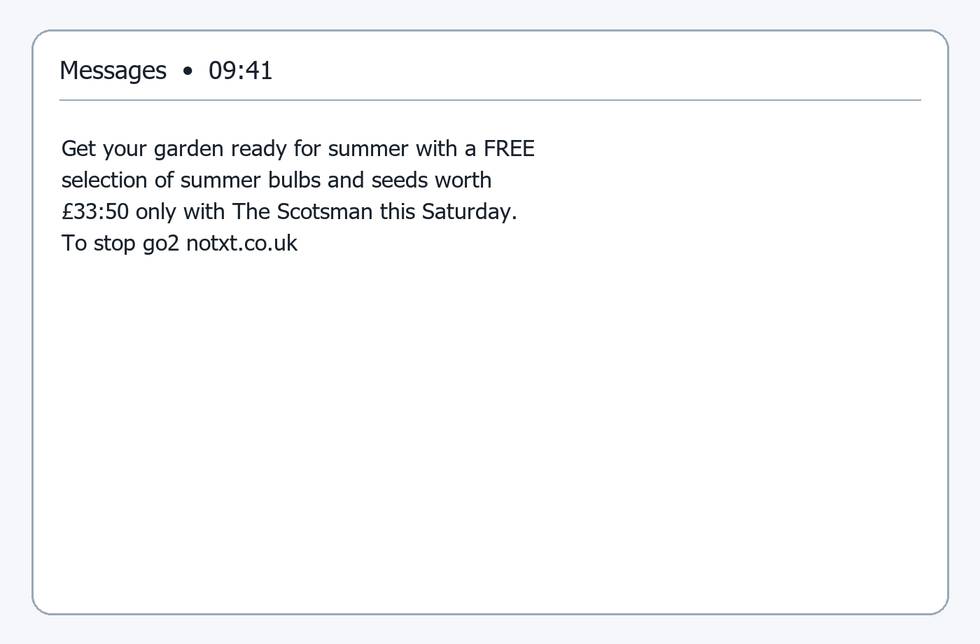 Messages • 09:41
Get your garden ready for summer with a FREE
selection of summer bulbs and seeds worth
£33:50 only with The Scotsman this Saturday.
To stop go2 notxt.co.uk